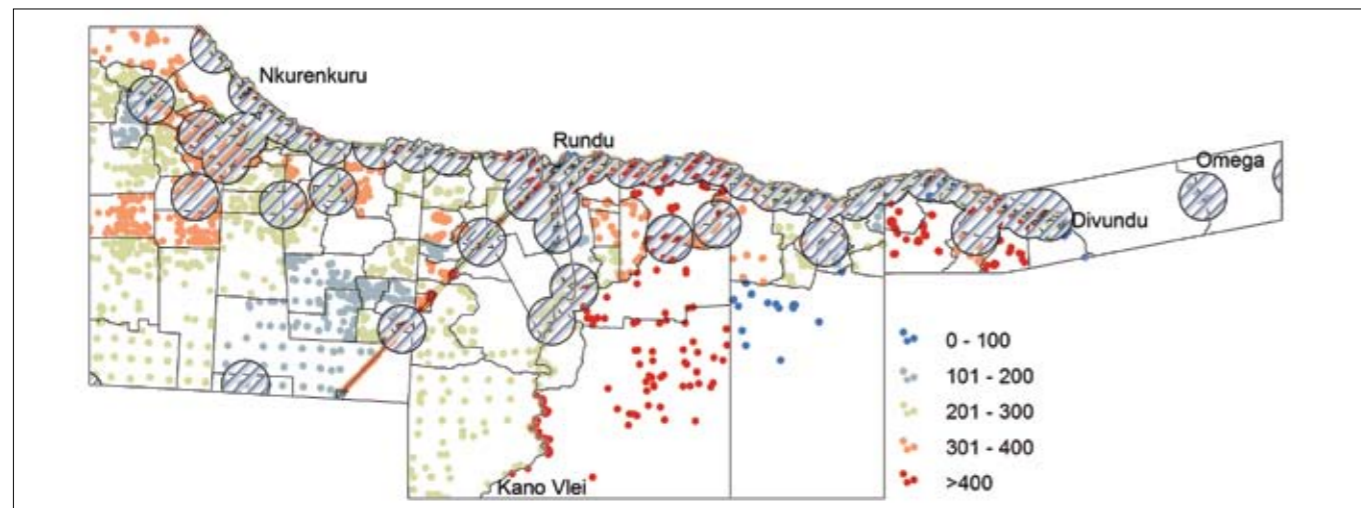 Nkurenkuru
Rundu
Omega
Divundu
0 - 100
101 - 200
201 - 300
301 - 400
>400
Kano Vlei